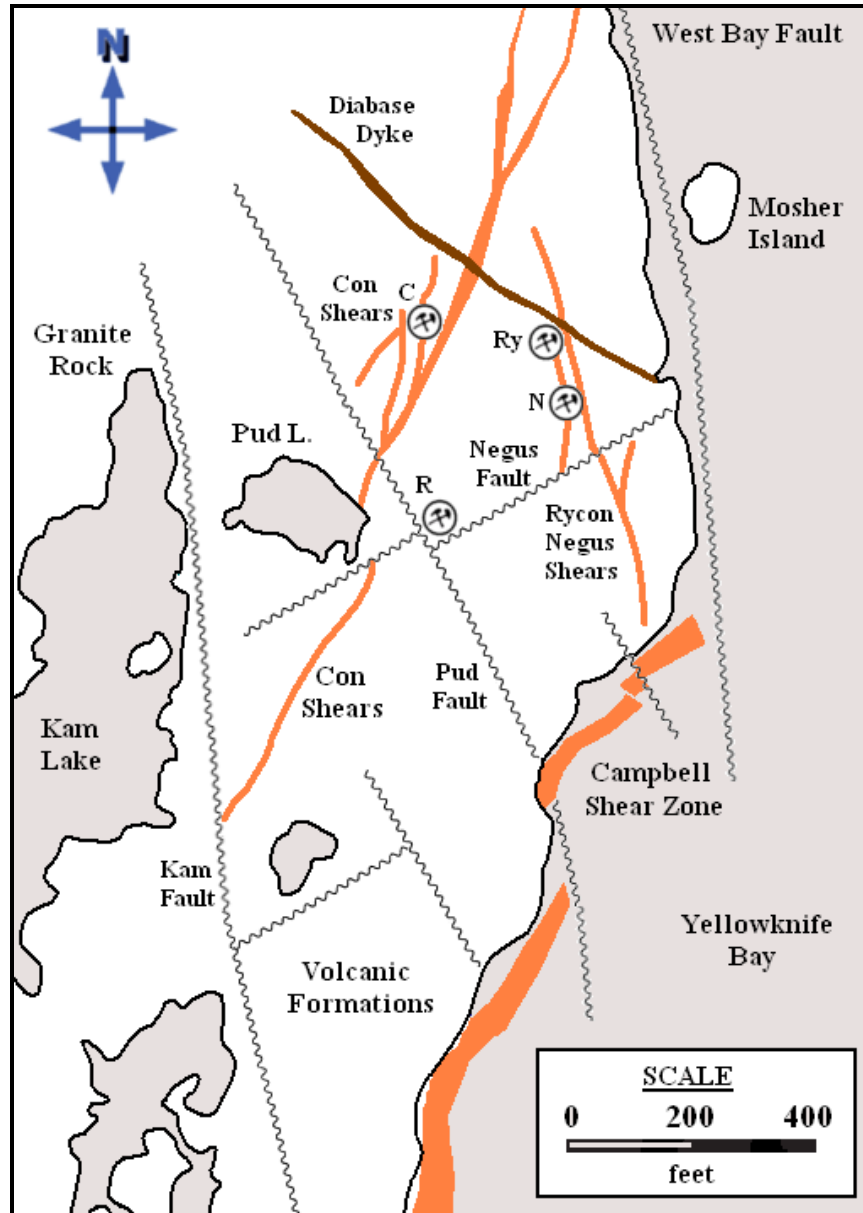 N
West Bay Fault
Diabase
Dyke
Mosher
Island
Con
Shears
C
Granite
Rock
Ry
N
Pud L.
Negus
Fault
R
Rycon
Negus
Shears
Con
Shears
Pud
Fault
Kam
Lake
Campbell
Shear Zone
Kam
Fault
Yellowknife
Bay
Volcanic
Formations
SCALE
0 200 400
feet